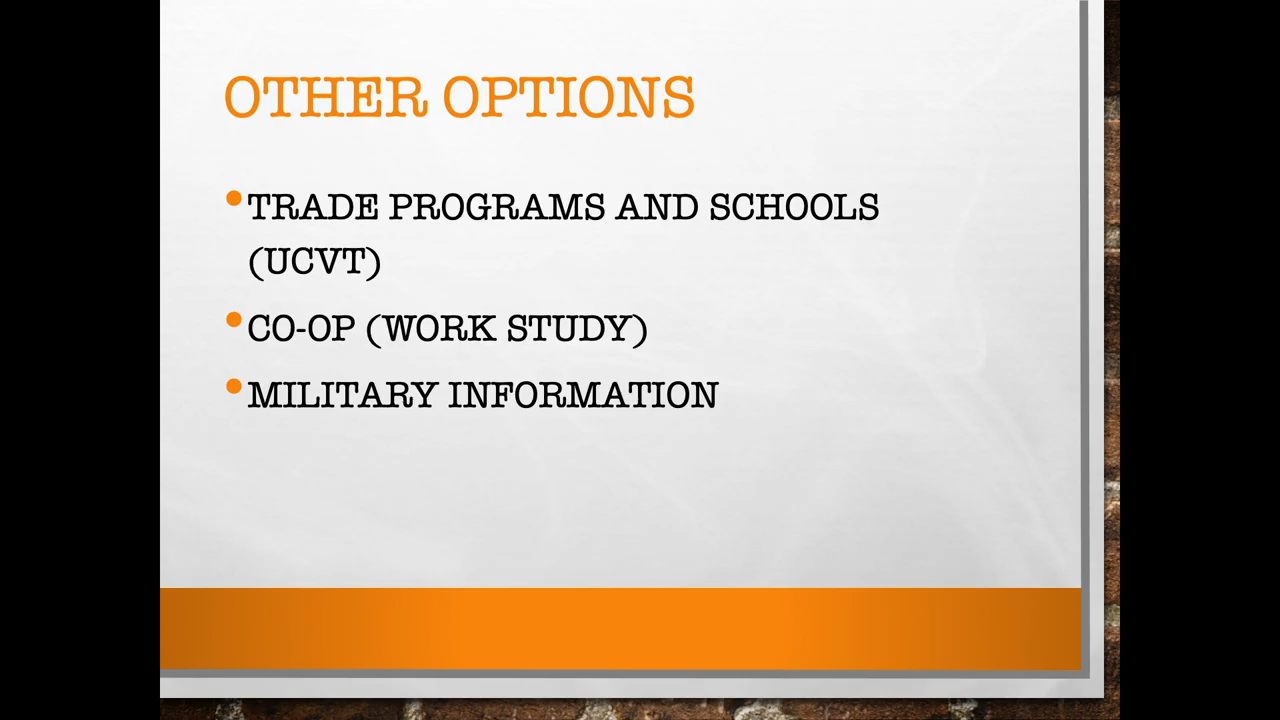 OTHER OPTIONS
•TRADE PROGRAMS AND SCHOOLS
(UCVT)
•CO-OP (WORK STUDY)
•MILITARY INFORMATION